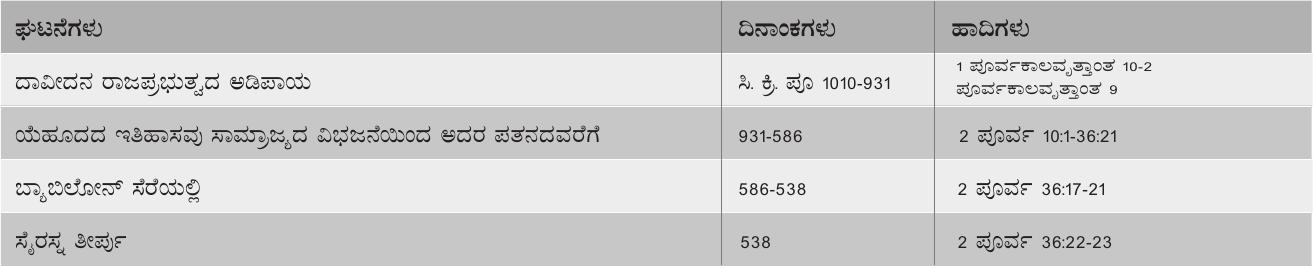 ಘಟನೆಗಳು ದಿನಾಂಕಗಳು ಹಾದಿಗಳು
ದಾವೀದನ ರಾಜಪ್ರಭುತ್ವದ ಅಡಿಪಾಯ ಸಿ. ಕ್ರಿ. ಪೂ 1010-931 1 ಪೂರ್ವಕಾಲವೃತ್ತಾಂತ 10-2
ಪೂರ್ವಕಾಲವೃತ್ತಾಂತ 9
ಯೆಹೂದದ ಇತಿಹಾಸವು ಸಾಮ್ರಾಜ್ಯದ ವಿಭಜನೆಯಿಂದ ಅದರ ಪತನದವರೆಗೆ 931-586 2 ಪೂರ್ವ 10:1-36:21
ಬ್ಯಾಬಿಲೋನ್ ಸೆರೆಯಲ್ಲಿ 586-538 2 ಪೂರ್ವ 36:17-21
ಸೈರಸ್ನ ತೀರ್ಪು 538 2 ಪೂರ್ವ 36:22-23